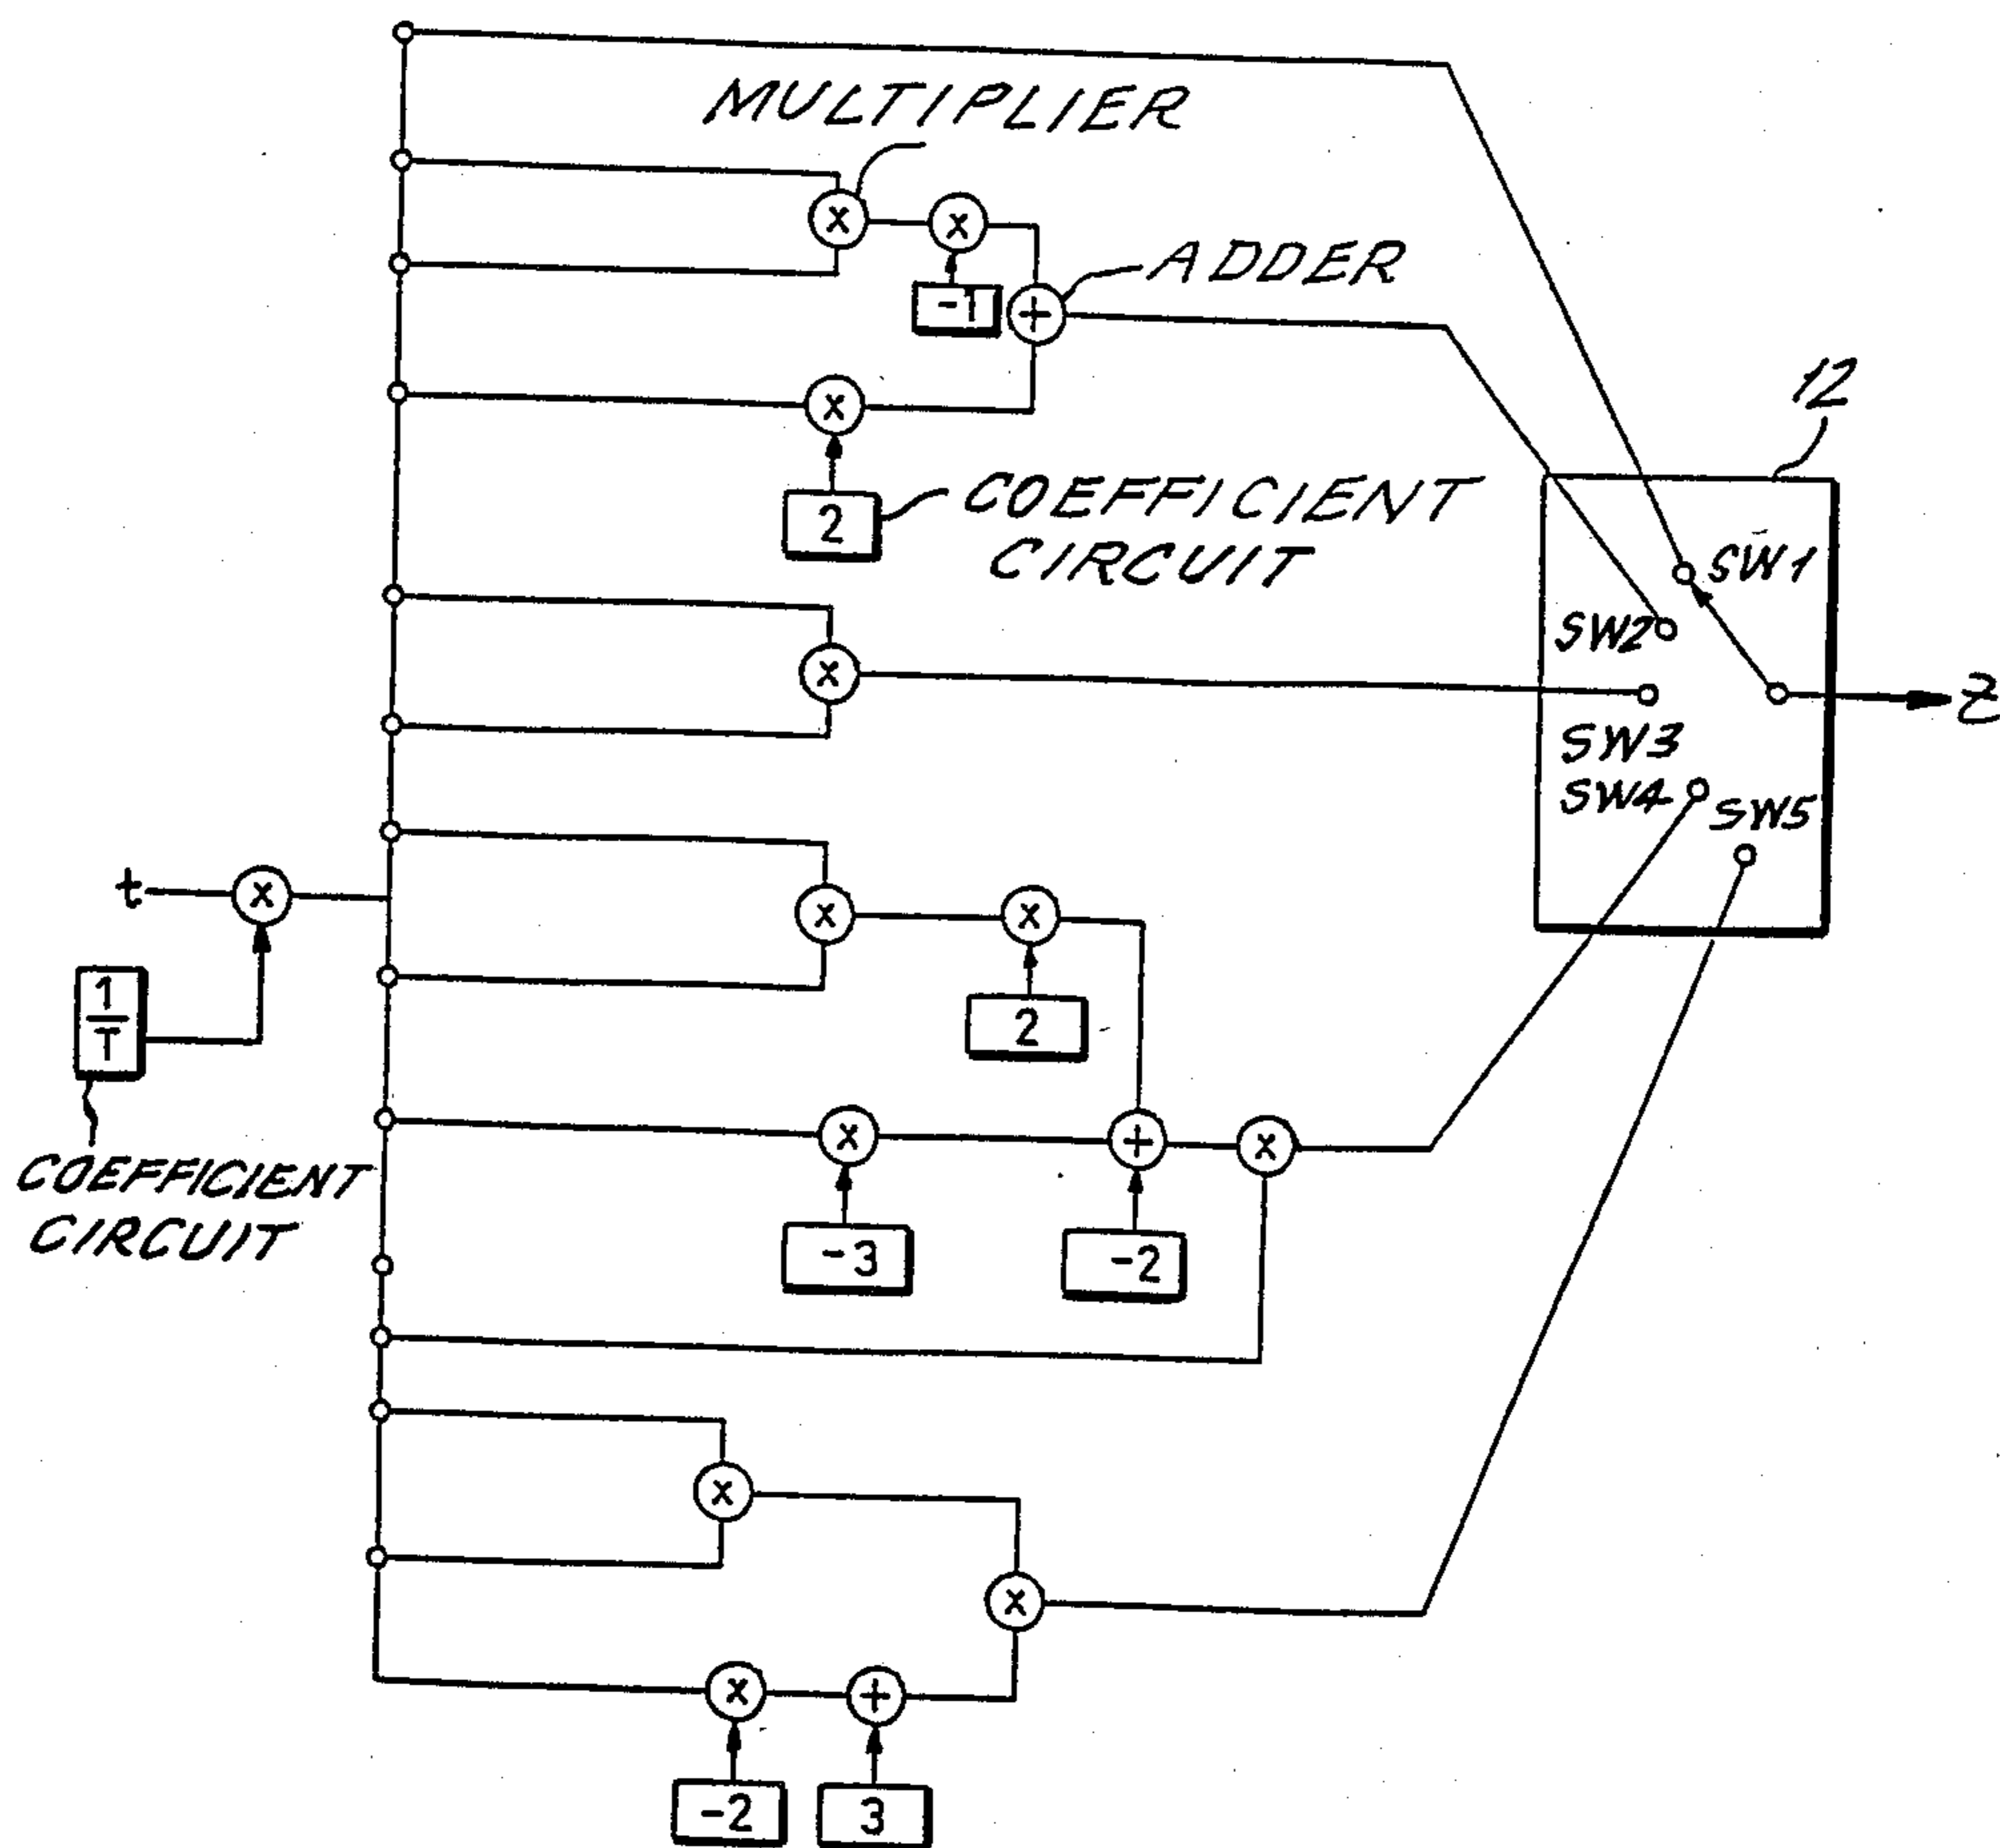 MULTIPLIER
X
X
ADDER
-1
+
12
X
2
COEFFICIENT
CIRCUIT
SW1
SW2
X
Z
SW3
SW4
SW5
t
X
X
X
1
T
2
COEFFICIENT
CIRCUIT
X
+
X
-3
-2
X
X
X
+
-2
3